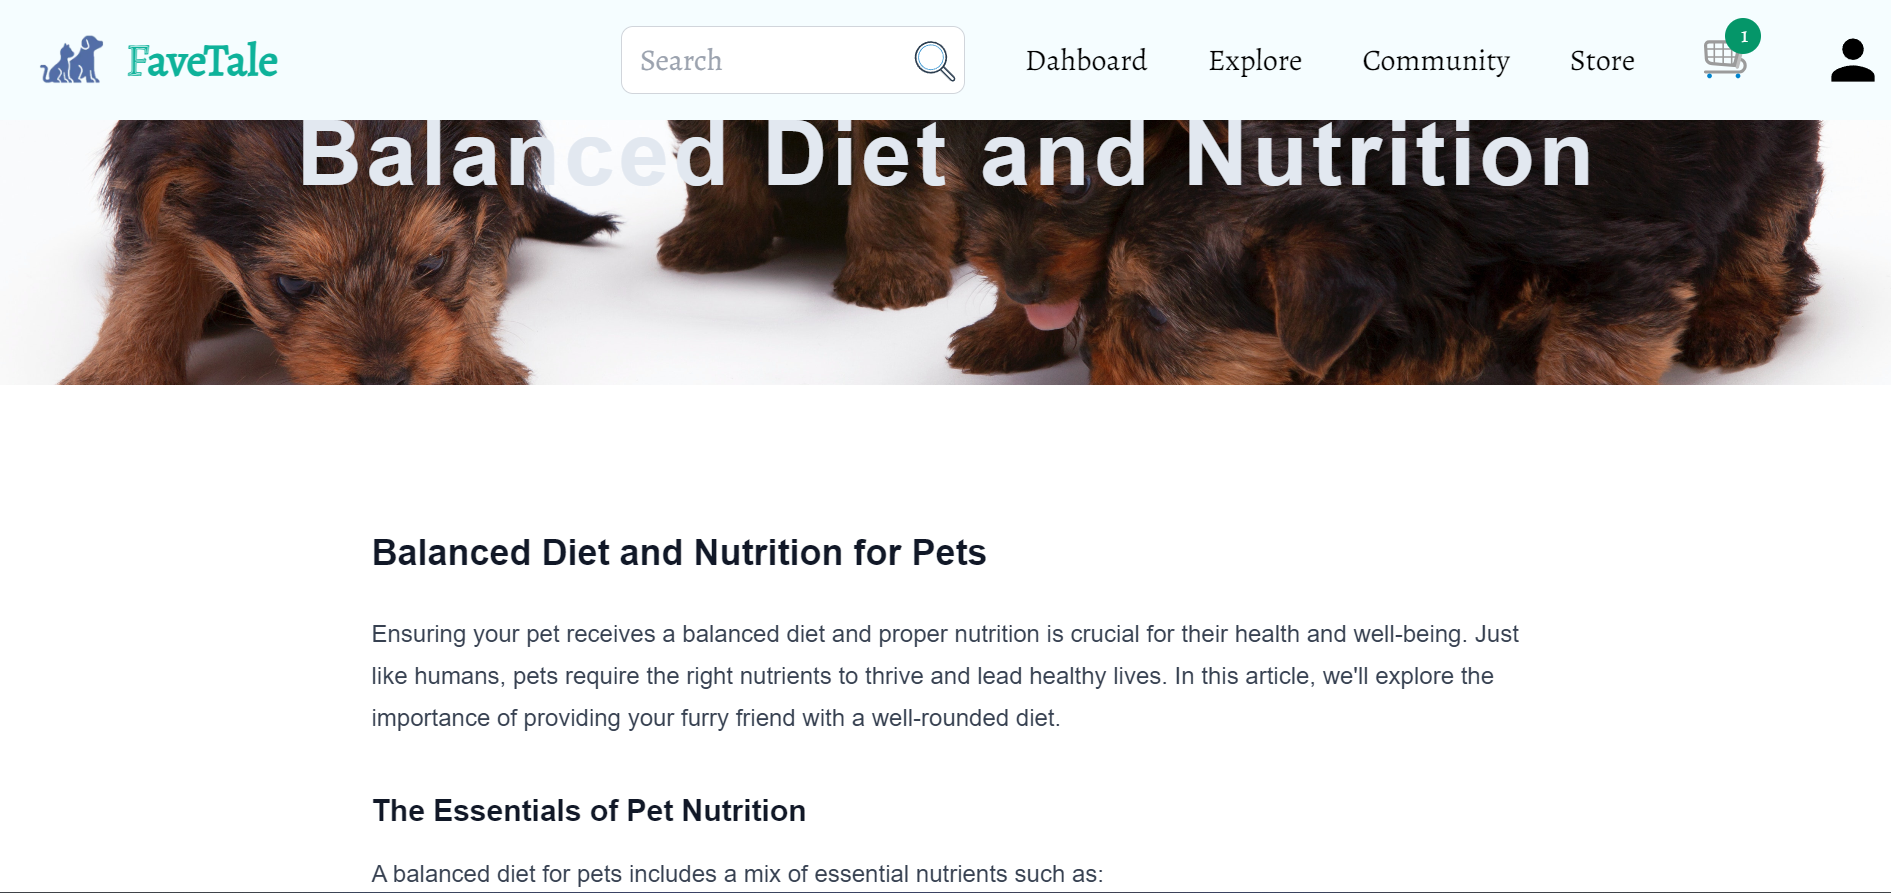 FaveTale
Search
Dahboard
Explore
Community
Store
1
Balanced Diet and Nutrition
Balanced Diet and Nutrition for Pets
Ensuring your pet receives a balanced diet and proper nutrition is crucial for their health and well-being. Just
like humans, pets require the right nutrients to thrive and lead healthy lives. In this article, we'll explore the
importance of providing your furry friend with a well-rounded diet.
The Essentials of Pet Nutrition
A balanced diet for pets includes a mix of essential nutrients such as: